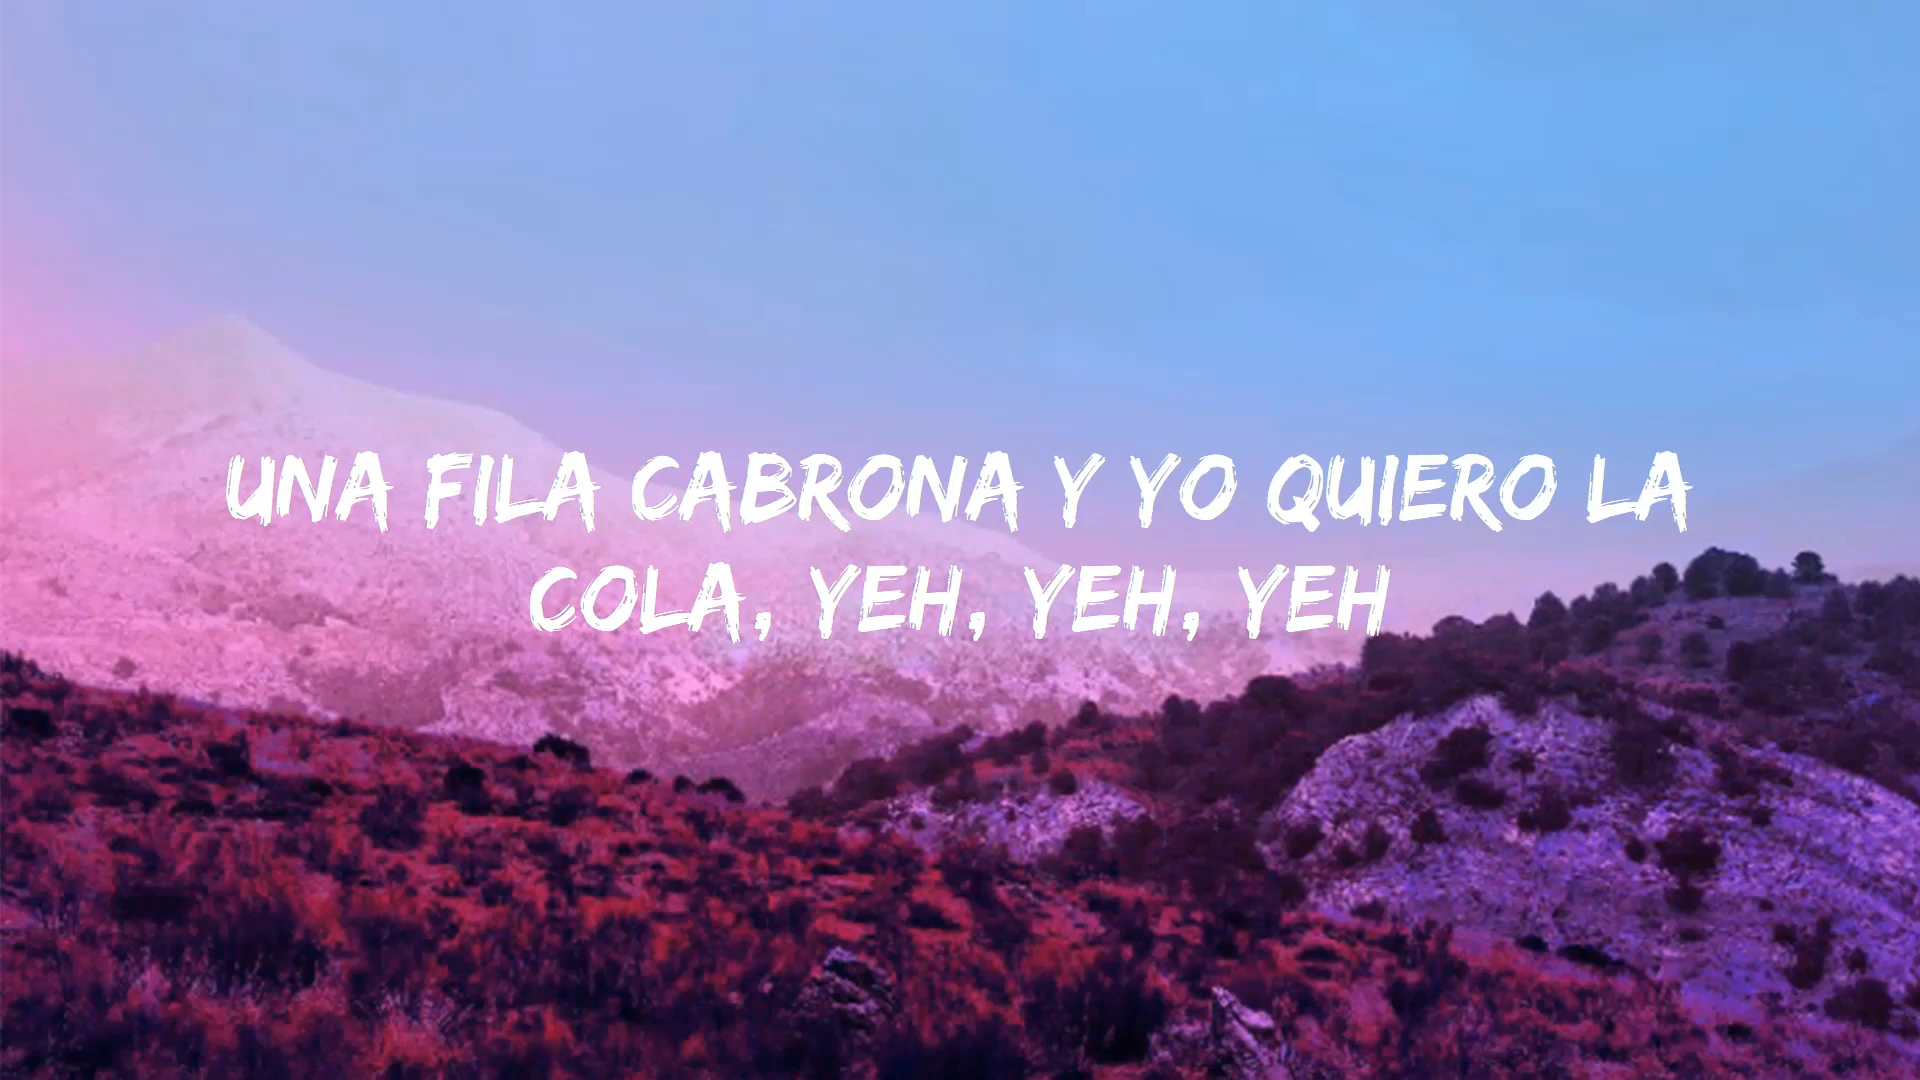 UNA FILA CABRONA Y YO QUIERO LA
COLA, YEH, YEH, YEH